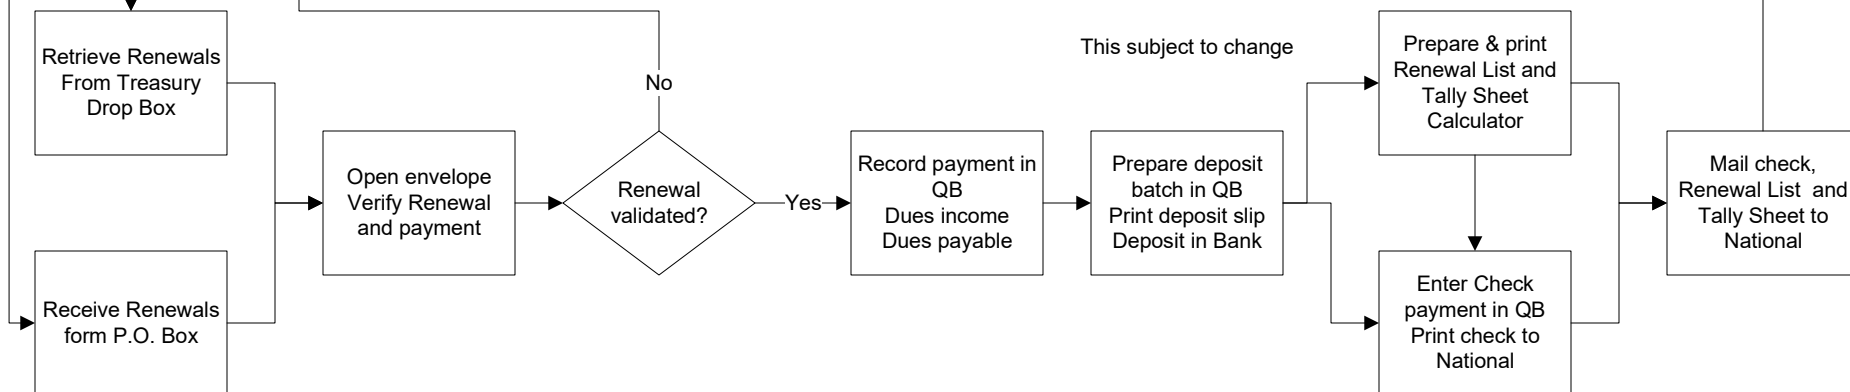 Retrieve Renewals
From Treasury
Drop Box
Receive Renewals
form P.O. Box
Open envelope
Verify Renewal
and payment
Renewal
validated?
No
Yes
Record payment in
QB
Dues income
Dues payable
Prepare deposit
batch in QB
Print deposit slip
Deposit in Bank
This subject to change
Prepare & print
Renewal List and
Tally Sheet
Calculator
Enter Check
payment in QB
Print check to
National
Mail check,
Renewal List  and
Tally Sheet to
National